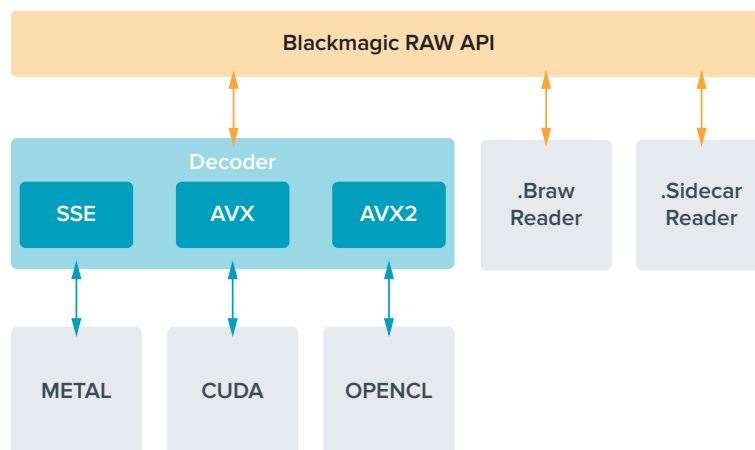 Blackmagic RAW API
Decoder
SSE
AVX
AVX2
.Braw
Reader
.Sidecar
Reader
METAL
CUDA
OPENCL